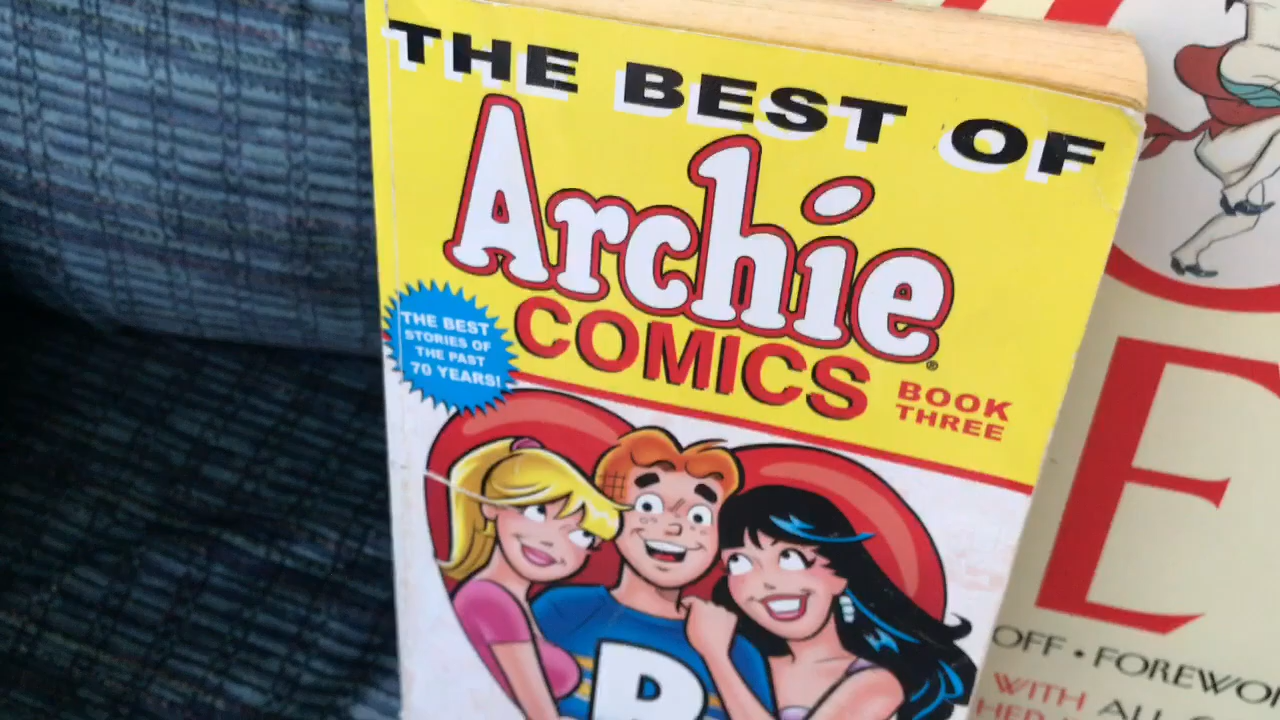 THE BEST OF
Archie®
COMICS
BOOK
THREE
THE BEST
STORIES OF
THE PAST
70 YEARS!
R
E
OFF • FOREWO
WITH ALL
HER